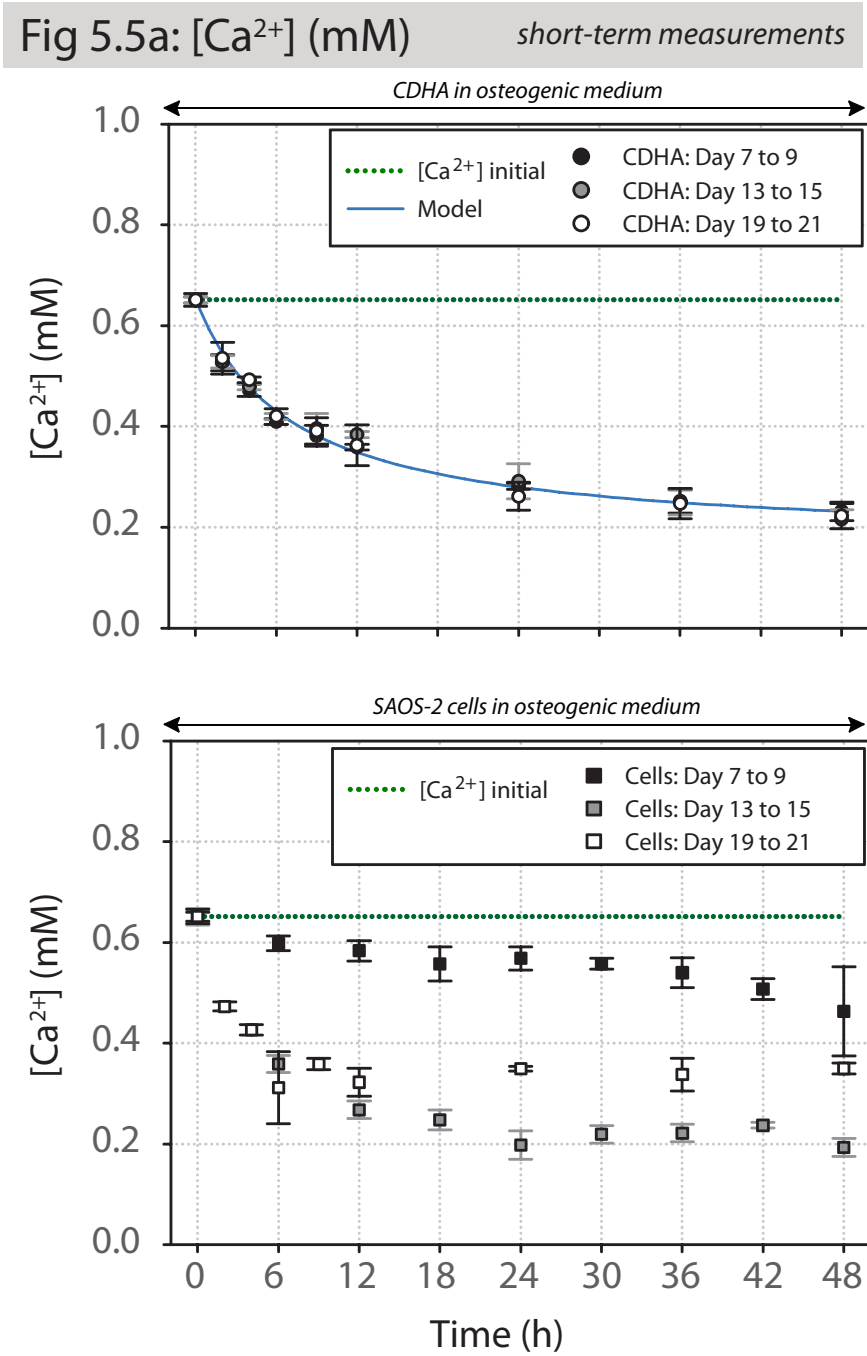 Fig 5.5a: [Ca²⁺] (mM) short-term measurements
CDHA in osteogenic medium
[Ca²⁺] initial
Model
CDHA: Day 7 to 9
CDHA: Day 13 to 15
CDHA: Day 19 to 21
[Ca²⁺] (mM)
1.0
0.8
0.6
0.4
0.2
0.0
SAOS-2 cells in osteogenic medium
[Ca²⁺] initial
Cells: Day 7 to 9
Cells: Day 13 to 15
Cells: Day 19 to 21
[Ca²⁺] (mM)
1.0
0.8
0.6
0.4
0.2
0.0
0 6 12 18 24 30 36 42 48
Time (h)